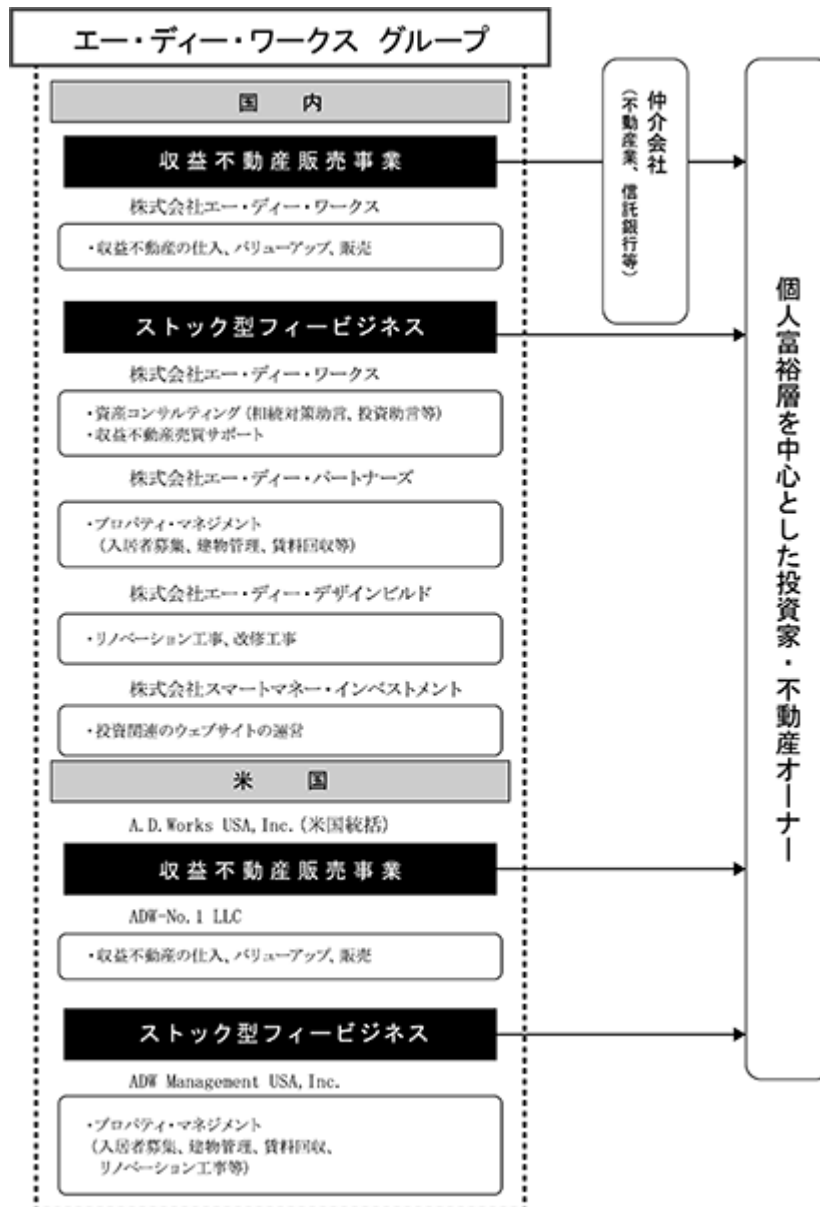 エー・ディー・ワークス グループ
国 内
収益不動産販売事業
株式会社エー・ディー・ワークス
・収益不動産の仕入、バリューアップ、販売
ストック型フィービジネス
株式会社エー・ディー・ワークス
・資産コンサルティング(相続対策助言、投資助言等)
・収益不動産売買サポート
株式会社エー・ディー・パートナーズ
・プロパティ・マネジメント
(入居者募集、建物管理、賃料回収等)
株式会社エー・ディー・デザインビルド
・リノベーション工事、改修工事
株式会社スマートマネー・インベストメント
・投資関連のウェブサイトの運営
米 国
A.D.Works USA,Inc.(米国統括)
収益不動産販売事業
ADW-No.1 LLC
・収益不動産の仕入、バリューアップ、販売
ストック型フィービジネス
ADW Management USA,Inc.
・プロパティ・マネジメント
(入居者募集、建物管理、賃料回収、
リノベーション工事等)
仲介会社
(不動産業、信託銀行等)
個人富裕層を中心とした投資家・不動産オーナー